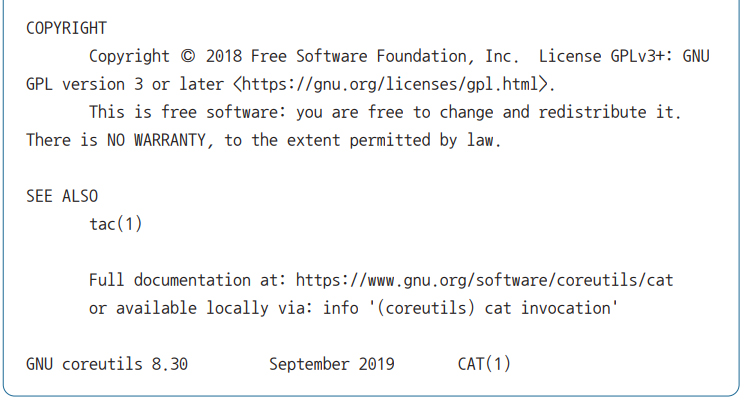 COPYRIGHT
Copyright © 2018 Free Software Foundation, Inc.  License GPLv3+: GNU
GPL version 3 or later <https://gnu.org/licenses/gpl.html>.
This is free software: you are free to change and redistribute it.
There is NO WARRANTY, to the extent permitted by law.
SEE ALSO
tac(1)
Full documentation at: https://www.gnu.org/software/coreutils/cat
or available locally via: info '(coreutils) cat invocation'
GNU coreutils 8.30         September 2019       CAT(1)